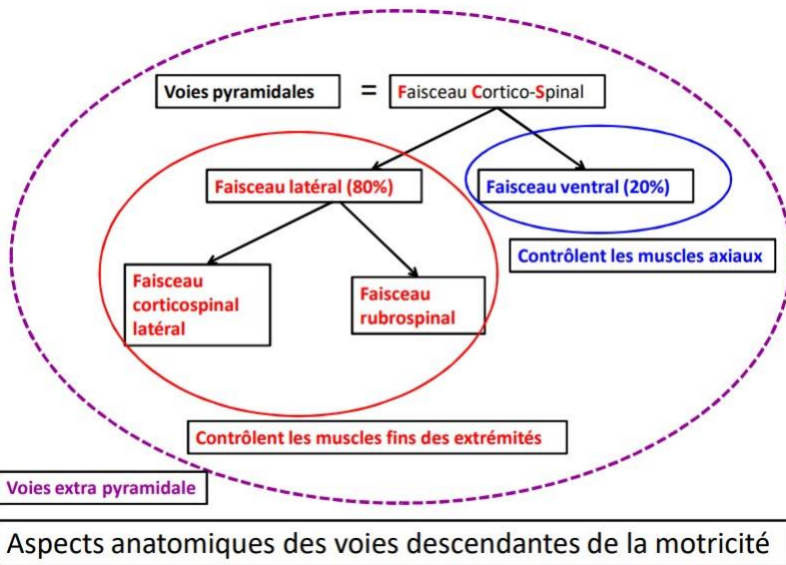 Voies pyramidales = Faisceau Cortico-Spinal
Faisceau latéral (80%)
Faisceau ventral (20%)
Contrôlent les muscles axiaux
Faisceau
corticospinal
latéral
Faisceau
rubrospinal
Contrôlent les muscles fins des extrémités
Voies extra pyramidale
Aspects anatomiques des voies descendantes de la motricité